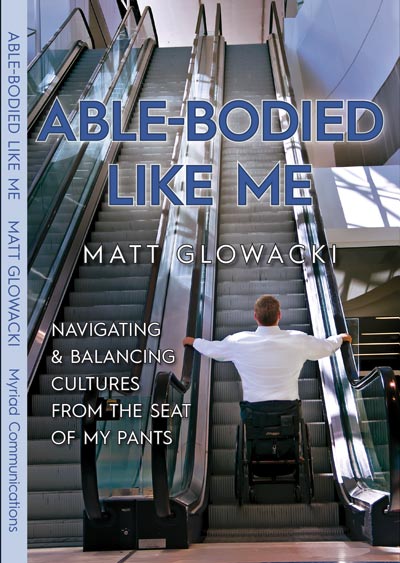 ABLE-BODIED LIKE ME MATT GLOWACKI Myriad Communications
ABLE-BODIED
LIKE ME
MATT GLOWACKI
NAVIGATING
& BALANCING
CULTURES
FROM THE SEAT
OF MY PANTS